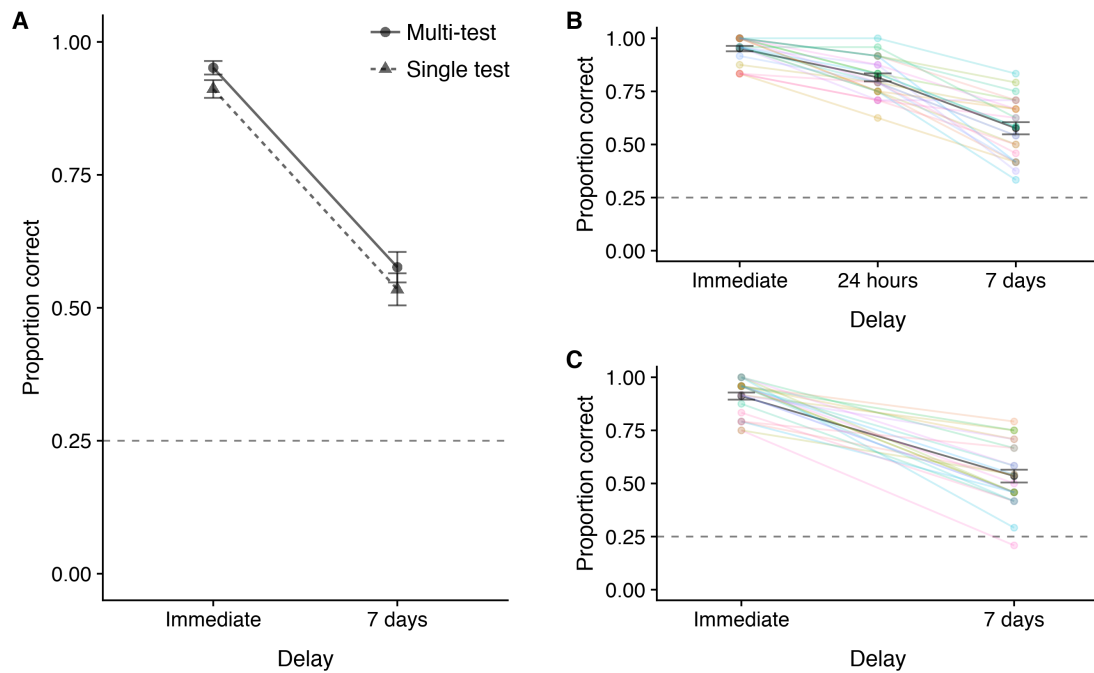 A
Multi-test
Single test
1.00
0.75
0.50
0.25
0.00
Proportion correct
Immediate
7 days
Delay
B
1.00
0.75
0.50
0.25
0.00
Proportion correct
Immediate
24 hours
7 days
Delay
C
1.00
0.75
0.50
0.25
0.00
Proportion correct
Immediate
7 days
Delay